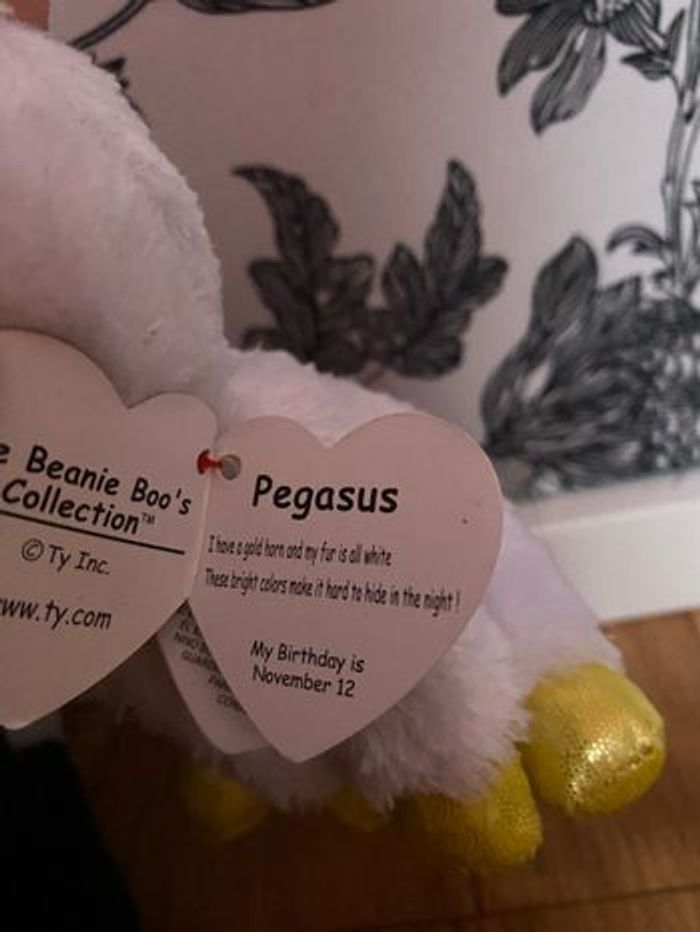 Beanie Boo's
Collection™
© Ty Inc.
www.ty.com
Pegasus
I have a gold horn and my fur is all white
These bright colors make it hard to hide in the night !
My Birthday is
November 12